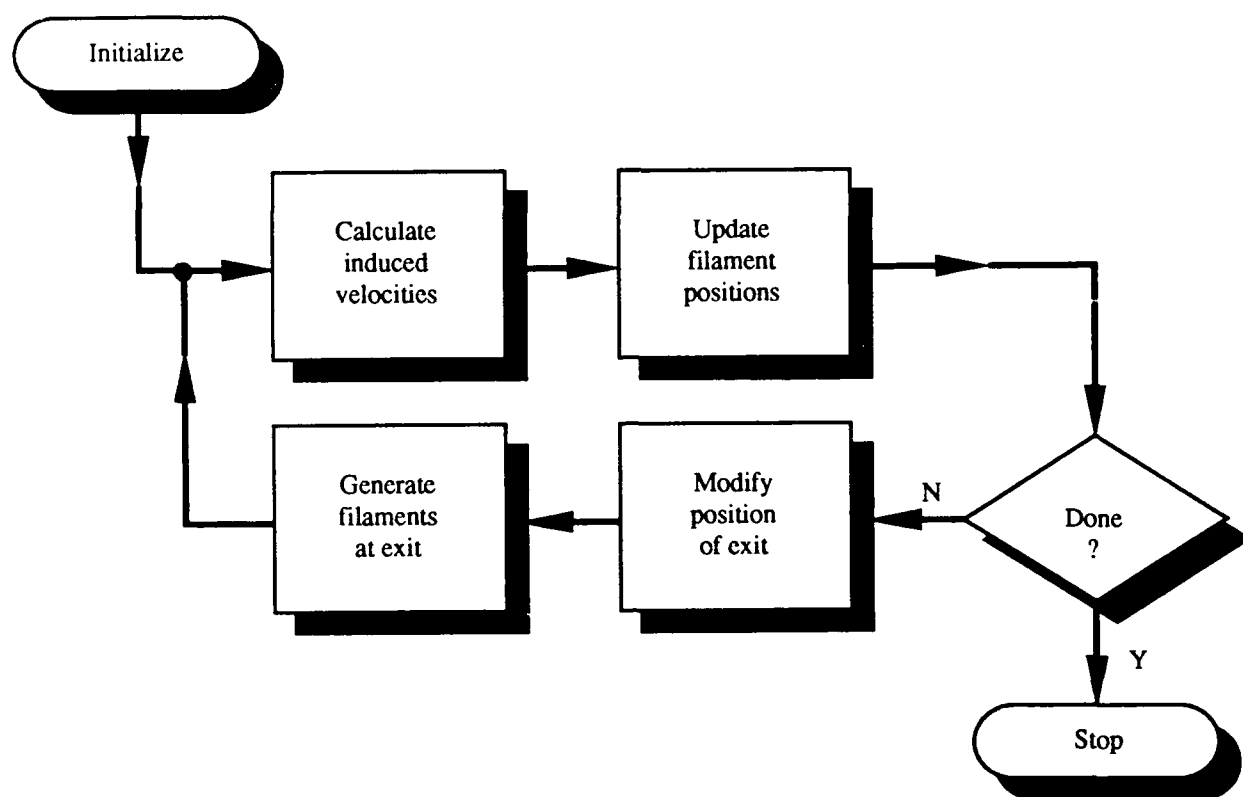 Initialize
Calculate
induced
velocities
Update
filament
positions
Generate
filaments
at exit
Modify
position
of exit
N
Done
?
Y
Stop